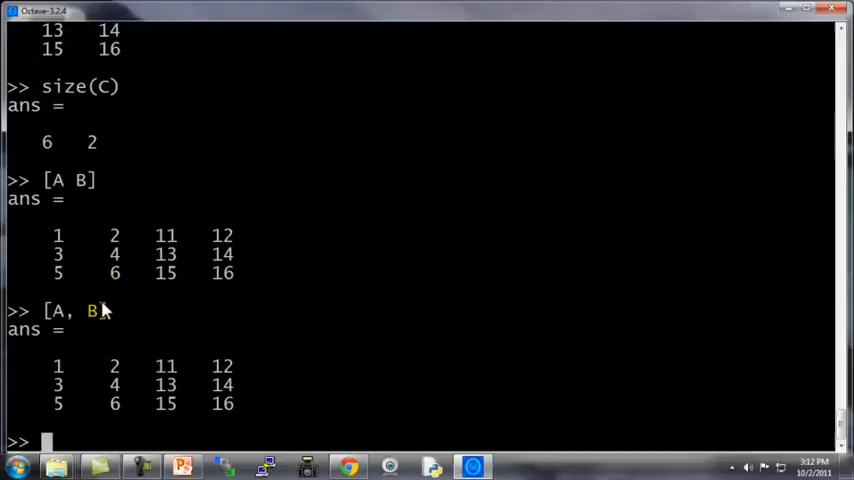 Octave-3.2.4
13 14
15 16
>> size(C)
ans =
6 2
>> [A B]
ans =
1 2 11 12
3 4 13 14
5 6 15 16
>> [A, B]
ans =
1 2 11 12
3 4 13 14
5 6 15 16
>>
3:12 PM
10/2/2011